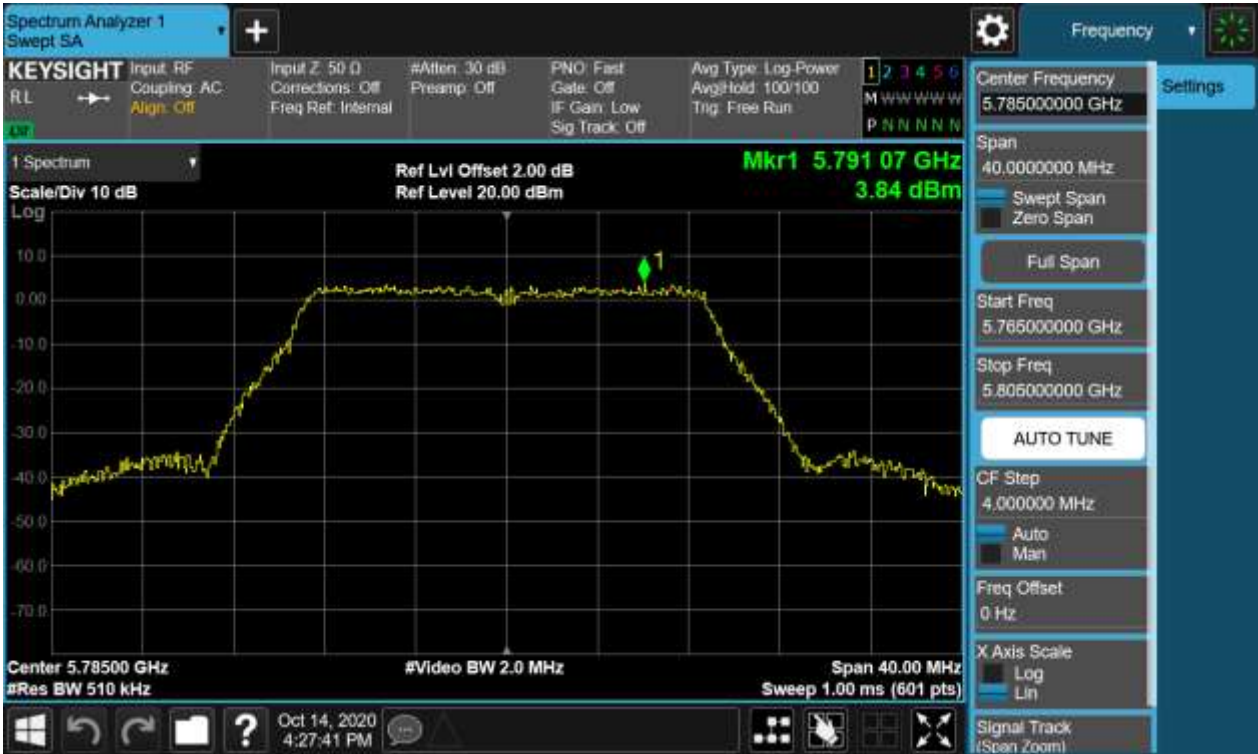 Spectrum Analyzer 1
Swept SA
+
Frequency
KEYSIGHT
RL
Input: RF
Coupling: AC
Align: Off
Input Z: 50 Ω
Corrections: Off
Freq Ref: Internal
#Atten: 30 dB
Preamp: Off
PNO: Fast
Gate: Off
IF Gain: Low
Sig Track: Off
Avg Type: Log-Power
Avg|Hold: 100/100
Trig: Free Run
1 2 3 4 5 6
M W W W W W
P N N N N N
1 Spectrum
Scale/Div 10 dB
Log
Ref Lvl Offset 2.00 dB
Ref Level 20.00 dBm
Mkr1 5.791 07 GHz
3.84 dBm
1
10.0
0.00
-10.0
-20.0
-30.0
-40.0
-50.0
-60.0
-70.0
Center 5.78500 GHz
#Res BW 510 kHz
#Video BW 2.0 MHz
Span 40.00 MHz
Sweep 1.00 ms (601 pts)
Center Frequency
5.785000000 GHz
Settings
Span
40.0000000 MHz
Swept Span
Zero Span
Full Span
Start Freq
5.765000000 GHz
Stop Freq
5.805000000 GHz
AUTO TUNE
CF Step
4.000000 MHz
Auto
Man
Freq Offset
0 Hz
X Axis Scale
Log
Lin
Signal Track
(Span Zoom)
?
Oct 14, 2020
4:27:41 PM